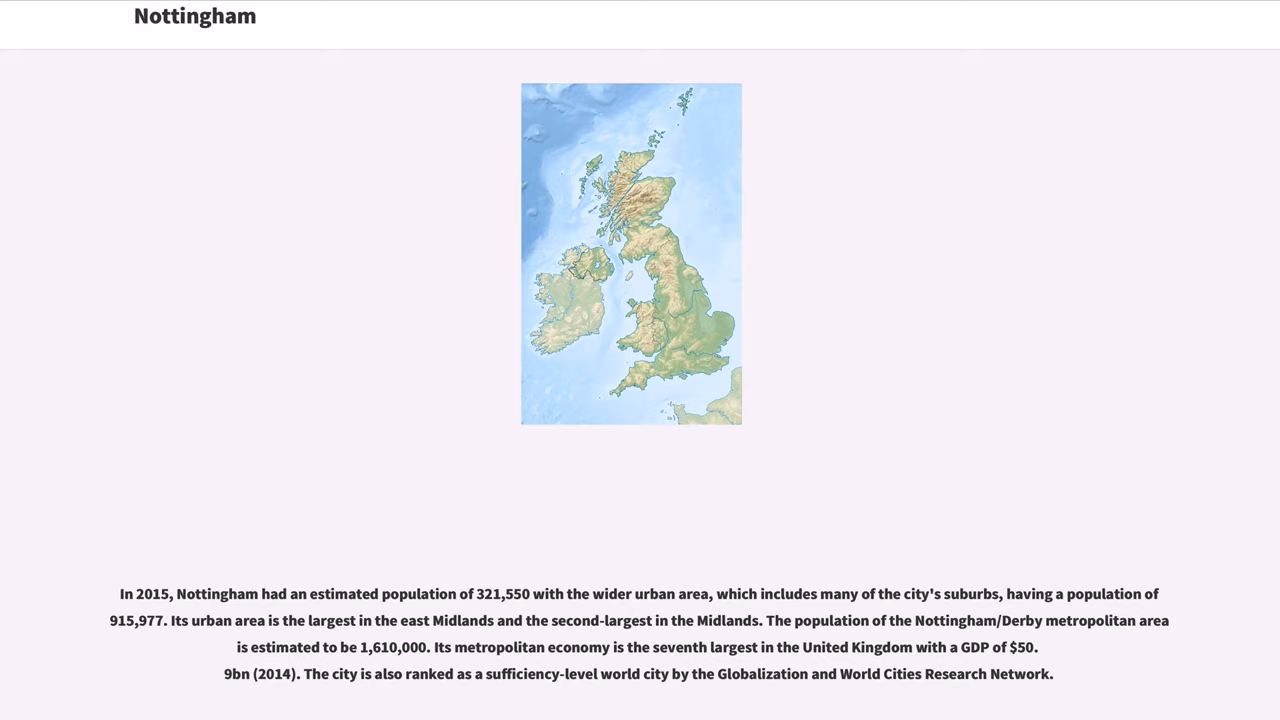 Nottingham
In 2015, Nottingham had an estimated population of 321,550 with the wider urban area, which includes many of the city's suburbs, having a population of
915,977. Its urban area is the largest in the east Midlands and the second-largest in the Midlands. The population of the Nottingham/Derby metropolitan area
is estimated to be 1,610,000. Its metropolitan economy is the seventh largest in the United Kingdom with a GDP of $50.
9bn (2014). The city is also ranked as a sufficiency-level world city by the Globalization and World Cities Research Network.